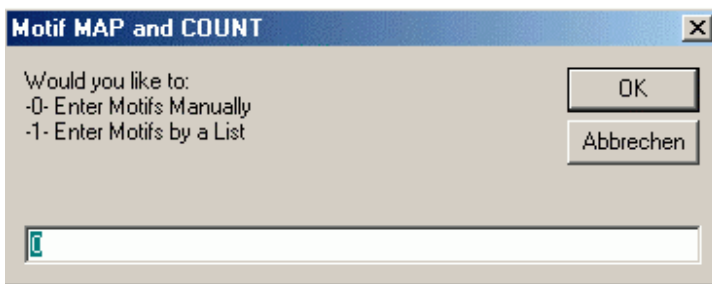 Motif MAP and COUNT
Would you like to:
-0- Enter Motifs Manually
-1- Enter Motifs by a List
OK
Abbrechen
0